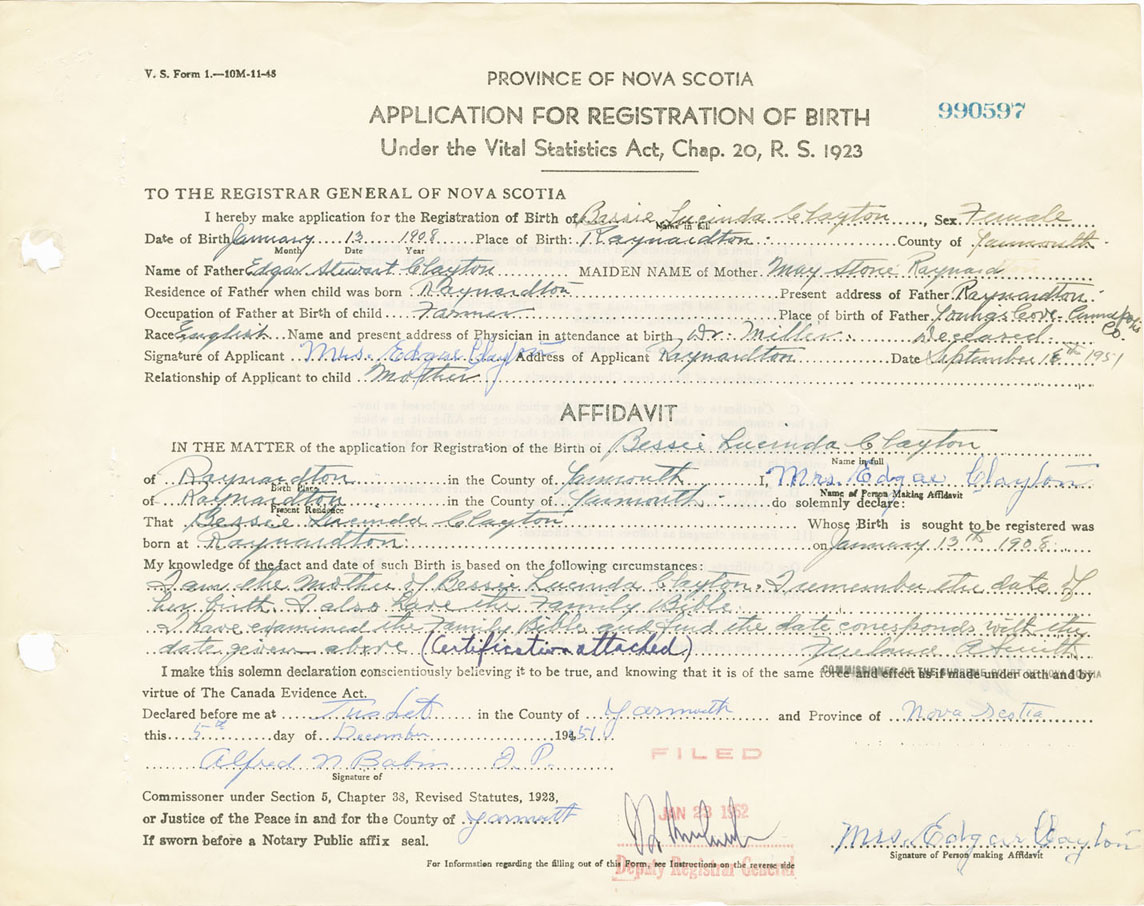 V. S. Form 1.—10M-11-48
PROVINCE OF NOVA SCOTIA
APPLICATION FOR REGISTRATION OF BIRTH
990597
Under the Vital Statistics Act, Chap. 20, R. S. 1923
TO THE REGISTRAR GENERAL OF NOVA SCOTIA
I hereby make application for the Registration of Birth of Bessie Lucinda Clayton, Sex Female
Name in full
Date of Birth January 13 1908 Place of Birth: Raynardton County of Yarmouth
Month Date Year
Name of Father Edgar Stewart Clayton MAIDEN NAME of Mother May Stone Raynard
Residence of Father when child was born Raynardton Present address of Father Raynardton
Occupation of Father at Birth of child Farmer Place of birth of Father Youngs Cove Annapolis Co.
Race English Name and present address of Physician in attendance at birth Dr. Miller Deceased
Signature of Applicant Mrs. Edgar Clayton Address of Applicant Raynardton Date September 1951
Relationship of Applicant to child Mother
AFFIDAVIT
IN THE MATTER of the application for Registration of the Birth of Bessie Lucinda Clayton
Name in full
of Raynardton in the County of Yarmouth I, Mrs. Edgar Clayton
Birth Place
Name of Person Making Affidavit
of Raynardton in the County of Yarmouth do solemnly declare:
Present Residence
That Bessie Lucinda Clayton Whose Birth is sought to be registered was
born at Raynardton on January 13th 1908
My knowledge of the fact and date of such Birth is based on the following circumstances:
I am the Mother of Bessie Lucinda Clayton. I remember the date of
her birth. I also have the Family Bible.
I have examined the Family Bible and find the date corresponds with the
date given above (Certification attached)
COMMISSIONER OF THE SUPREME COURT OF NOVA SCOTIA
I make this solemn declaration conscientiously believing it to be true, and knowing that it is of the same force and effect as if made under oath and by
virtue of The Canada Evidence Act.
Declared before me at Tusket in the County of Yarmouth and Province of Nova Scotia
this 5th day of December 1951
FILED
Alfred N Babin J. P.
Signature of
Commissoner under Section 5, Chapter 38, Revised Statutes, 1923,
or Justice of the Peace in and for the County of Yarmouth
JAN 23 1952
If sworn before a Notary Public affix seal.
Mrs. Edgar Clayton
Signature of Person making Affidavit
For Information regarding the filling out of this Form, see Instructions on the reverse side
Deputy Registrar General